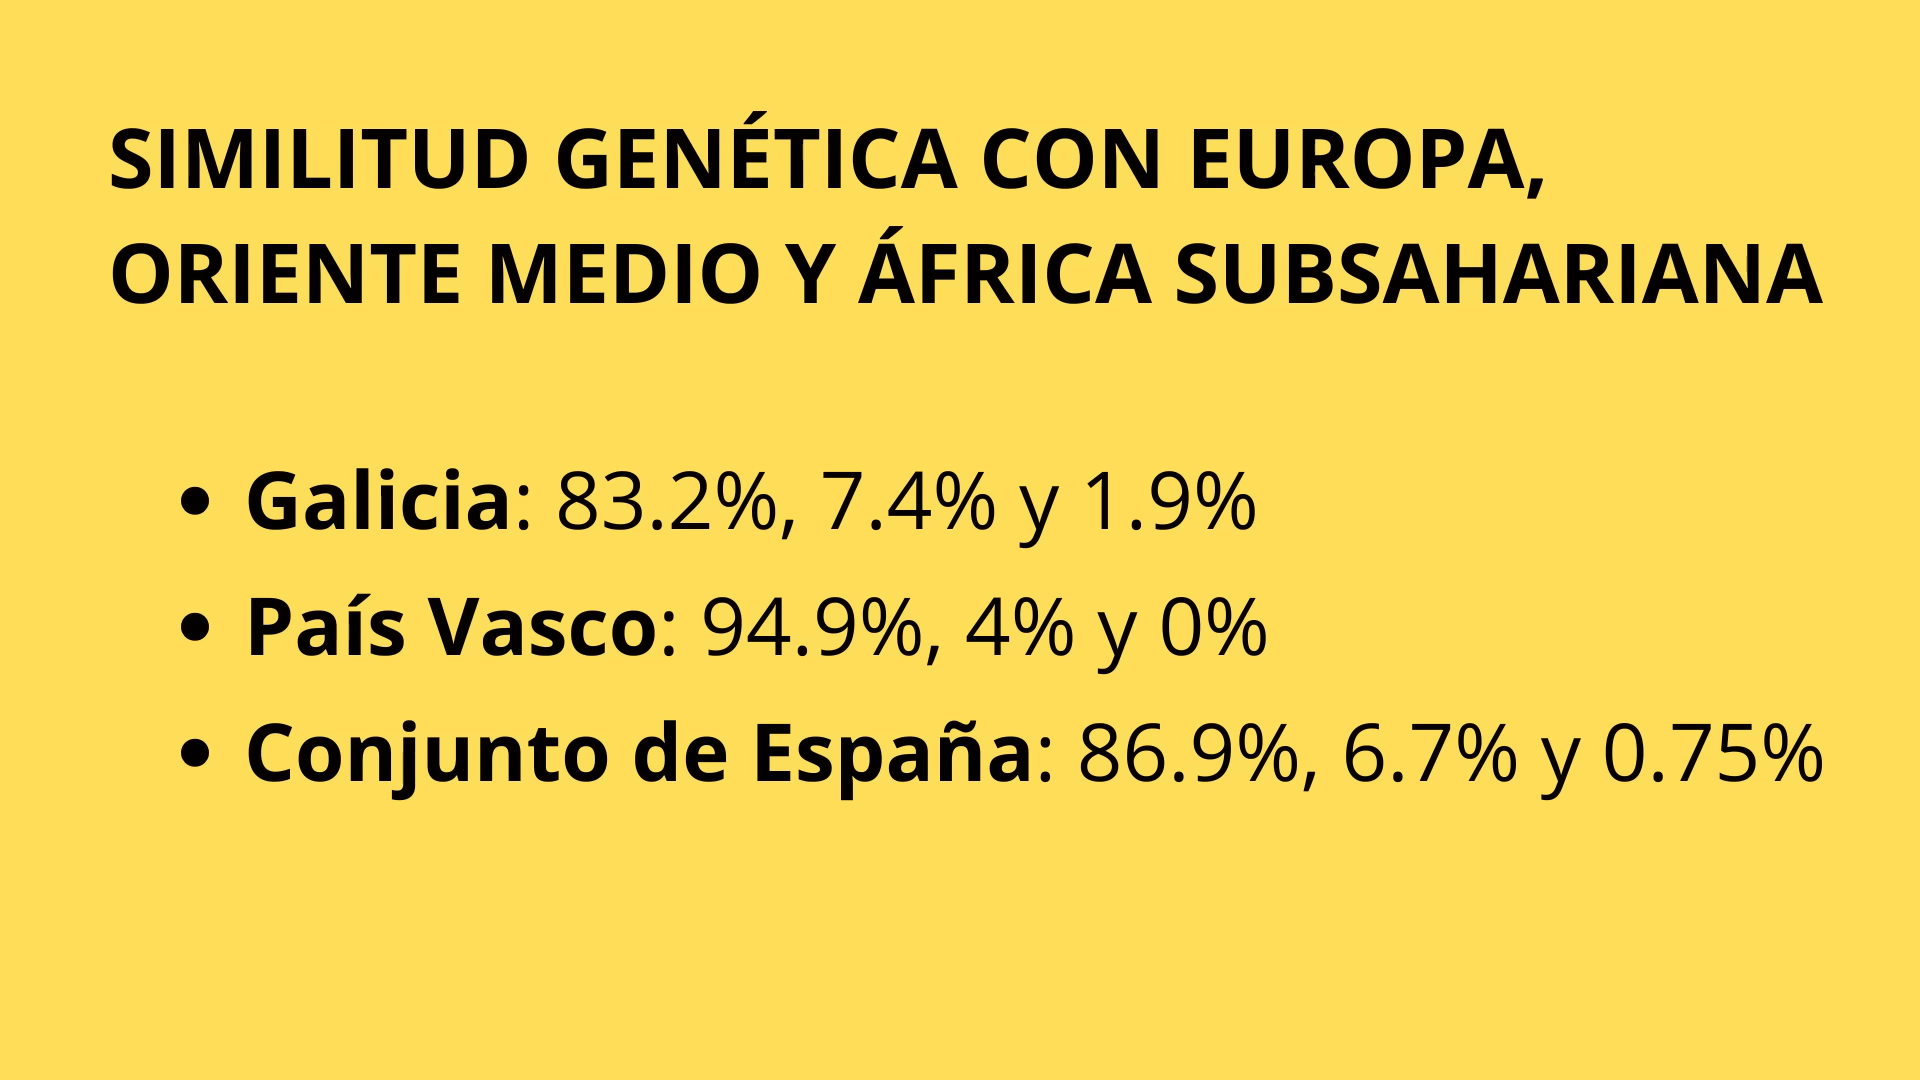 SIMILITUD GENÉTICA CON EUROPA,
ORIENTE MEDIO Y ÁFRICA SUBSAHARIANA
• Galicia: 83.2%, 7.4% y 1.9%
• País Vasco: 94.9%, 4% y 0%
• Conjunto de España: 86.9%, 6.7% y 0.75%